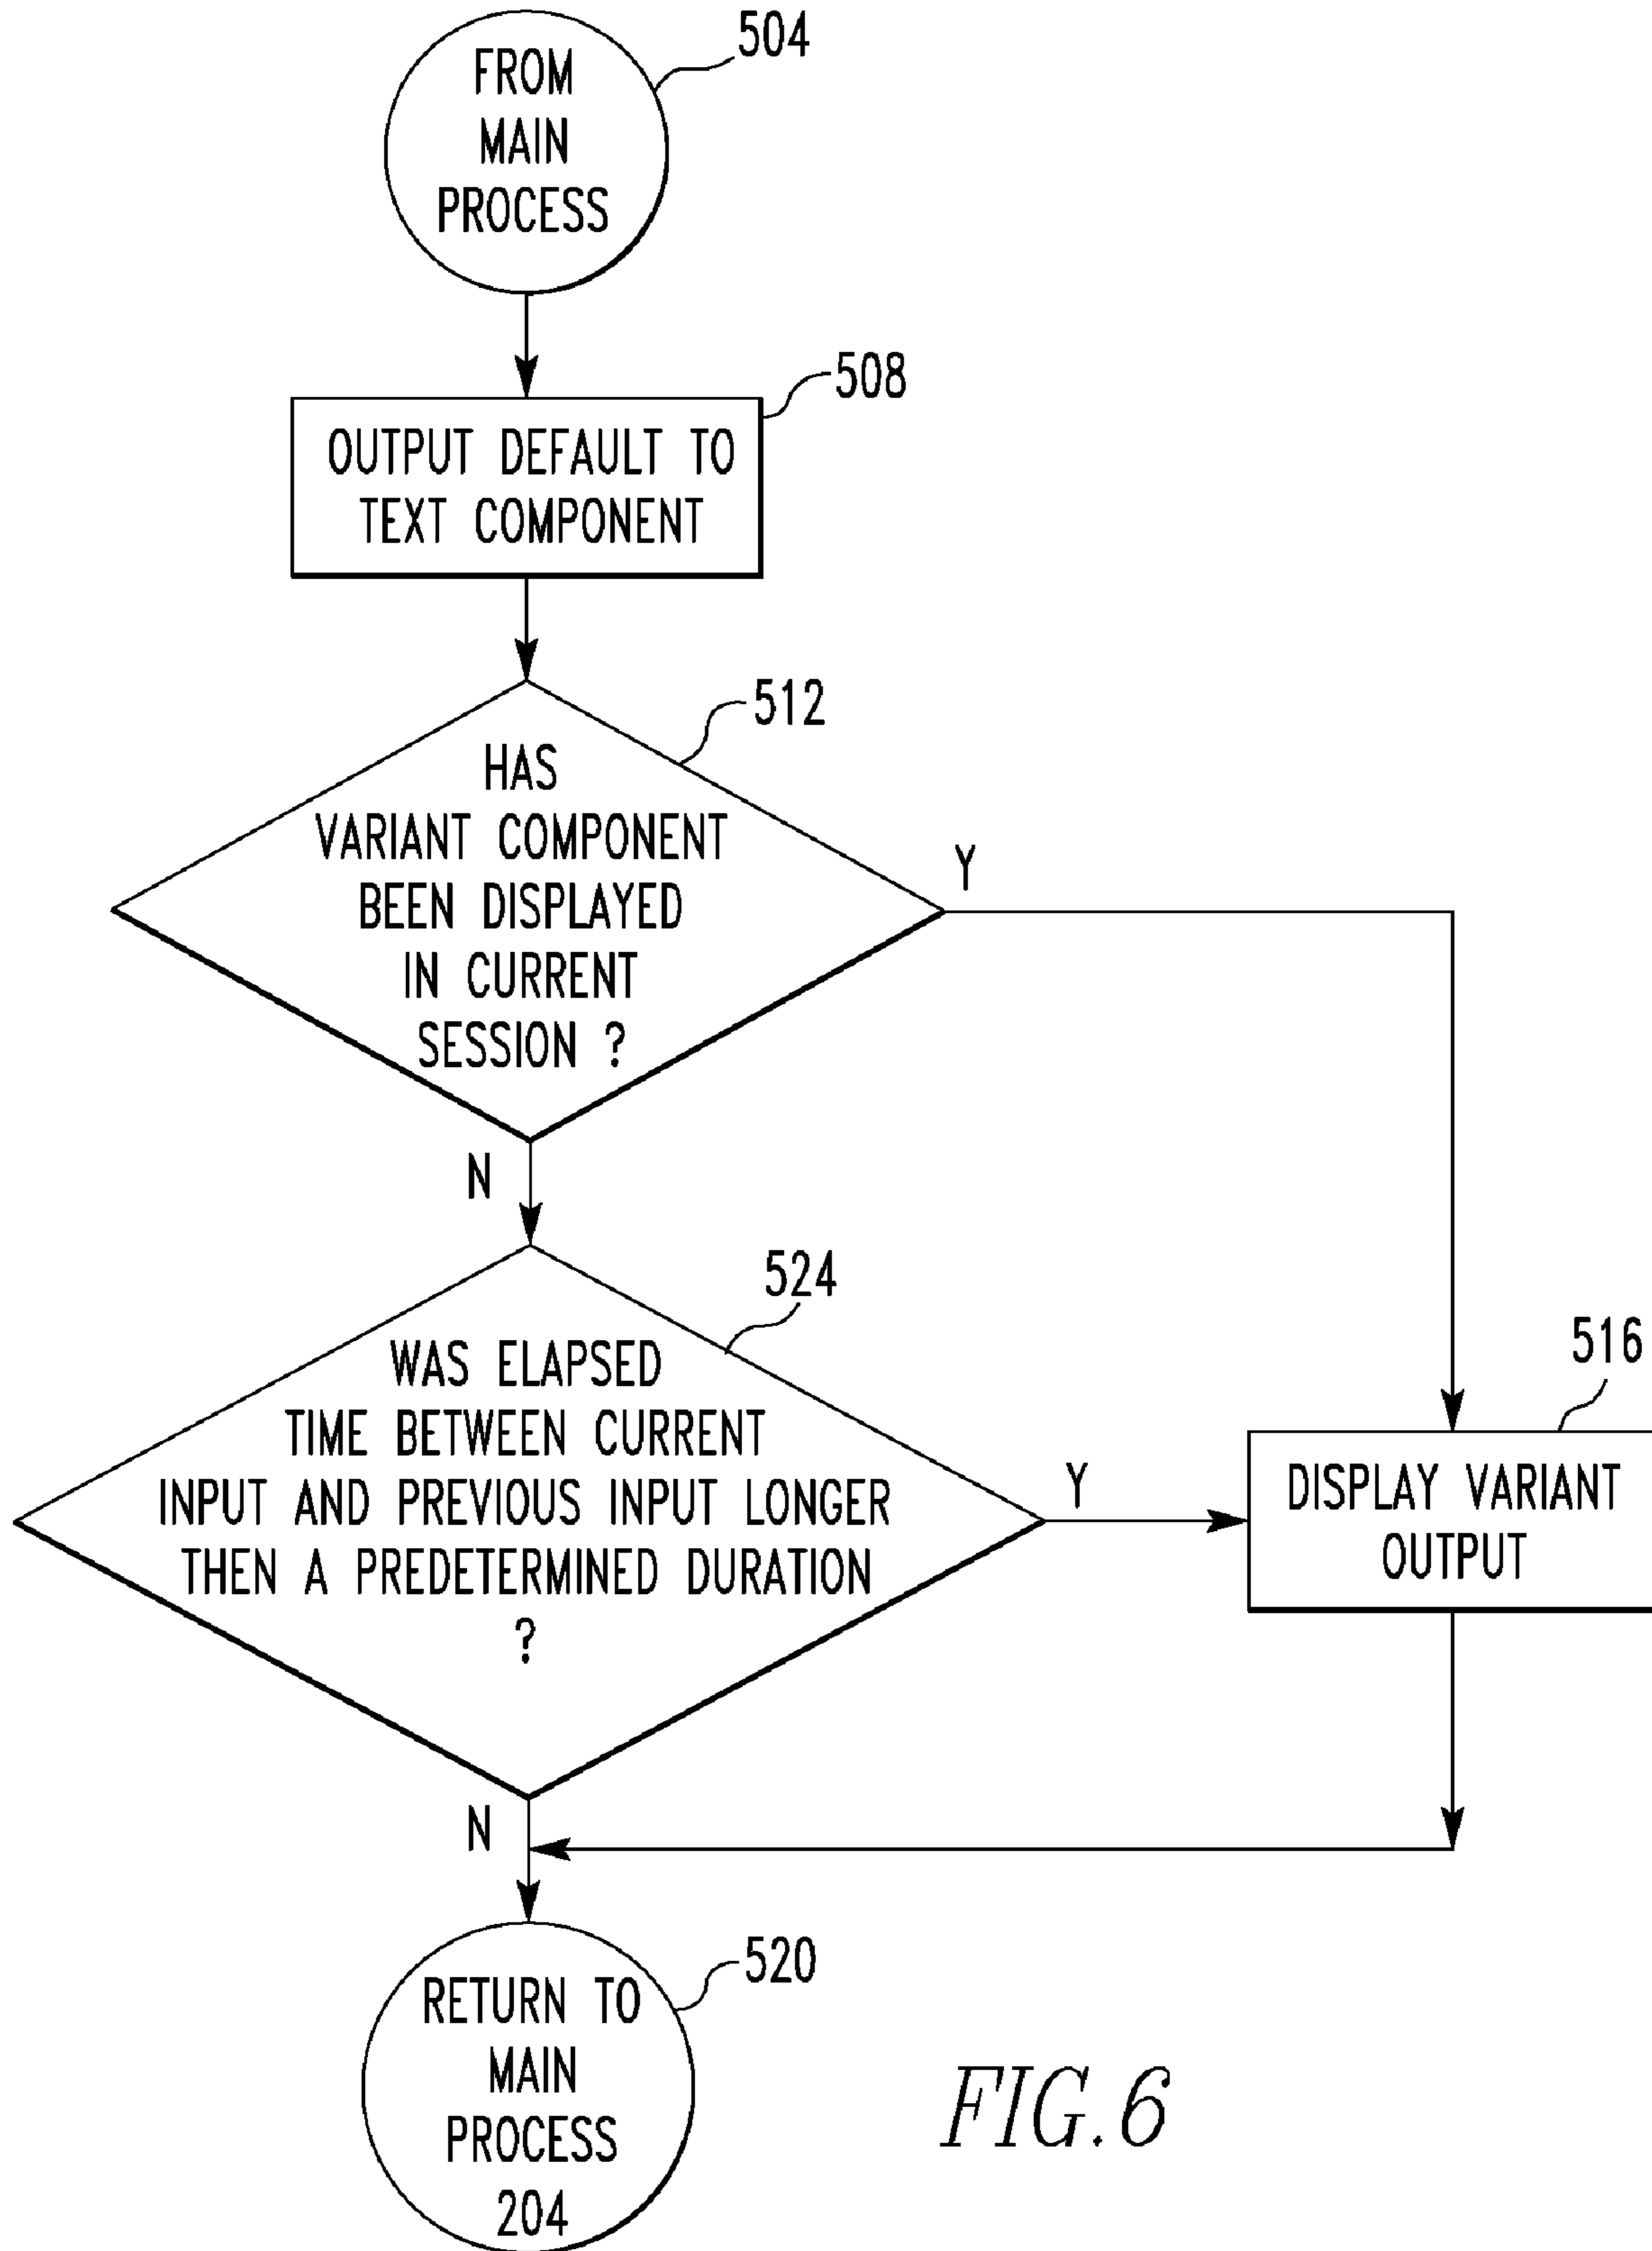 FROM
MAIN
PROCESS
504
OUTPUT DEFAULT TO
TEXT COMPONENT
508
HAS
VARIANT COMPONENT
BEEN DISPLAYED
IN CURRENT
SESSION ?
512
Y
N
WAS ELAPSED
TIME BETWEEN CURRENT
INPUT AND PREVIOUS INPUT LONGER
THEN A PREDETERMINED DURATION
?
524
Y
N
DISPLAY VARIANT
OUTPUT
516
RETURN TO
MAIN
PROCESS
204
520
FIG.6